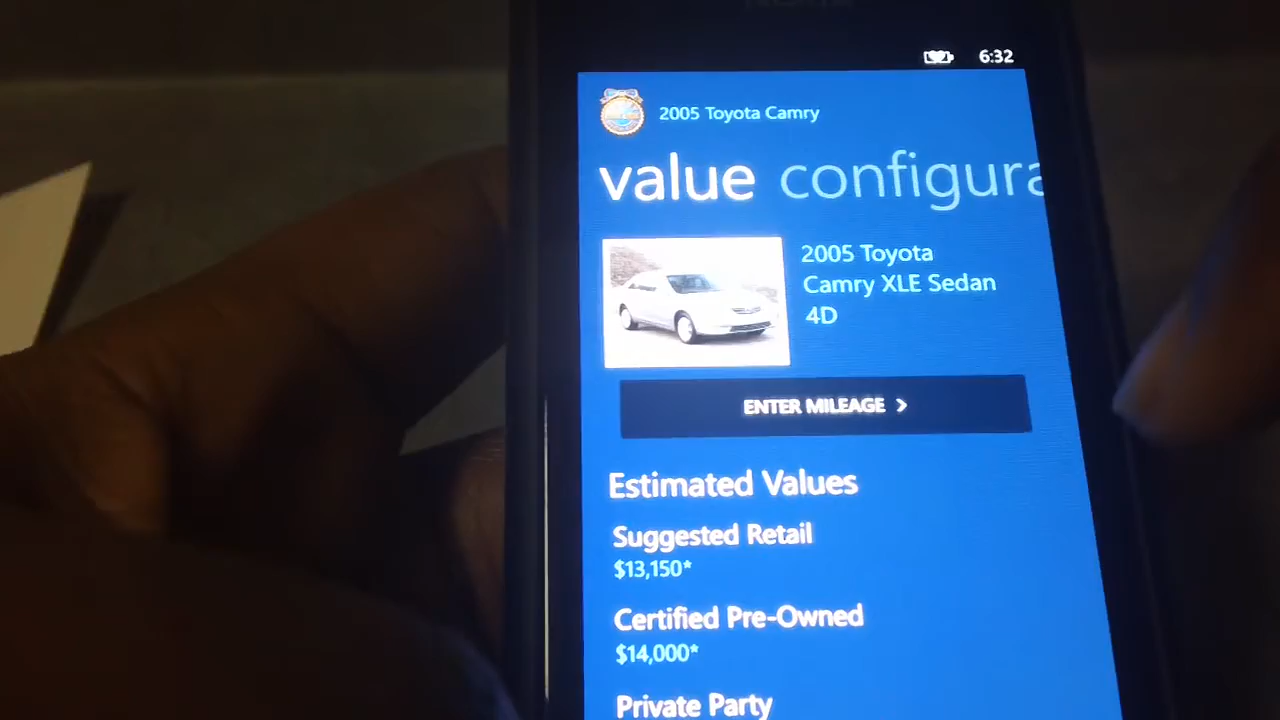 6:32
2005 Toyota Camry
value configura
2005 Toyota
Camry XLE Sedan
4D
ENTER MILEAGE >
Estimated Values
Suggested Retail
$13,150*
Certified Pre-Owned
$14,000*
Private Party